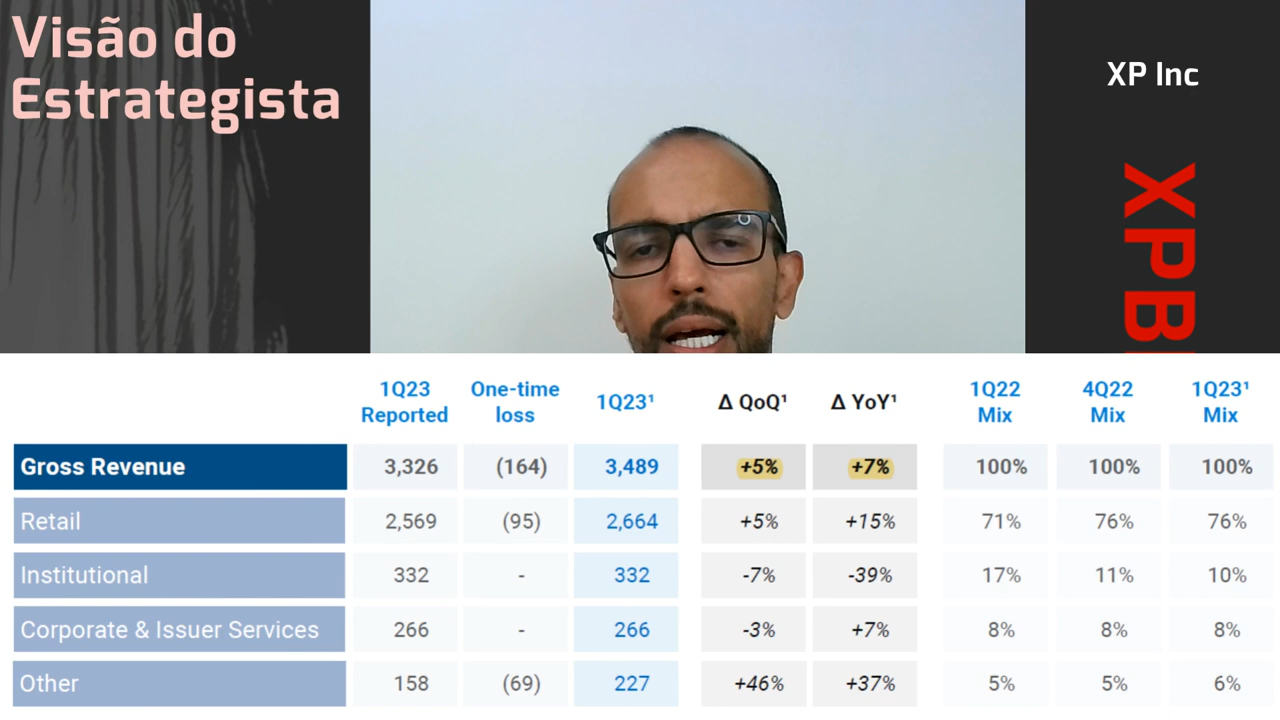 Visão do
Estrategista
XP Inc
XPB
1Q23 Reported One-time loss 1Q23¹ Δ QoQ¹ Δ YoY¹ 1Q22 Mix 4Q22 Mix 1Q23¹ Mix
Gross Revenue 3,326 (164) 3,489 +5% +7% 100% 100% 100%
Retail 2,569 (95) 2,664 +5% +15% 71% 76% 76%
Institutional 332 - 332 -7% -39% 17% 11% 10%
Corporate & Issuer Services 266 - 266 -3% +7% 8% 8% 8%
Other 158 (69) 227 +46% +37% 5% 5% 6%